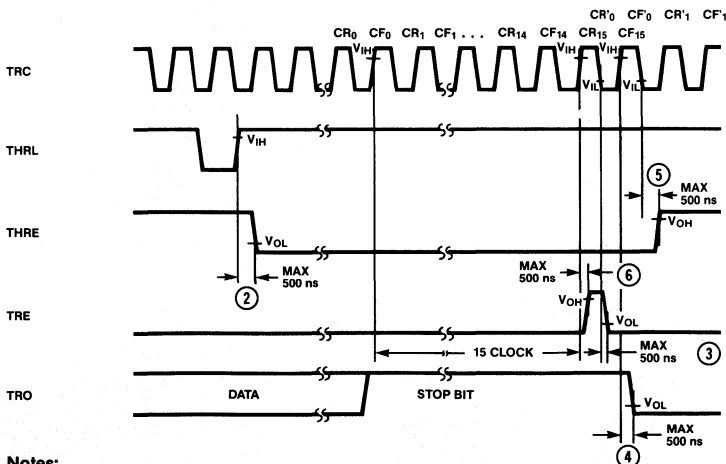 CR'0 CF'0 CR'1 CF'1
CR0 CF0 CR1 CF1 . . . CR14 CF14 CR15 CF15
TRC
VIH
VIH
VIH
VIL
VIL
THRL
VIH
5
MAX
500 ns
THRE
VOH
VOL
MAX
500 ns
2
6
MAX
500 ns
TRE
VOH
VOL
15 CLOCK
MAX
500 ns
3
TRO
DATA
STOP BIT
VOL
MAX
500 ns
4
Notes: